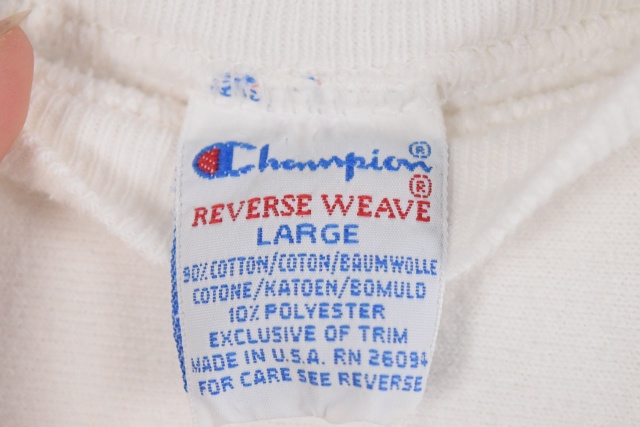 Champion®
®
REVERSE WEAVE
LARGE
90% COTTON/COTON/BAUMWOLLE
COTONE/KATOEN/BOMULD
10% POLYESTER
EXCLUSIVE OF TRIM
MADE IN U.S.A. RN 26094
FOR CARE SEE REVERSE